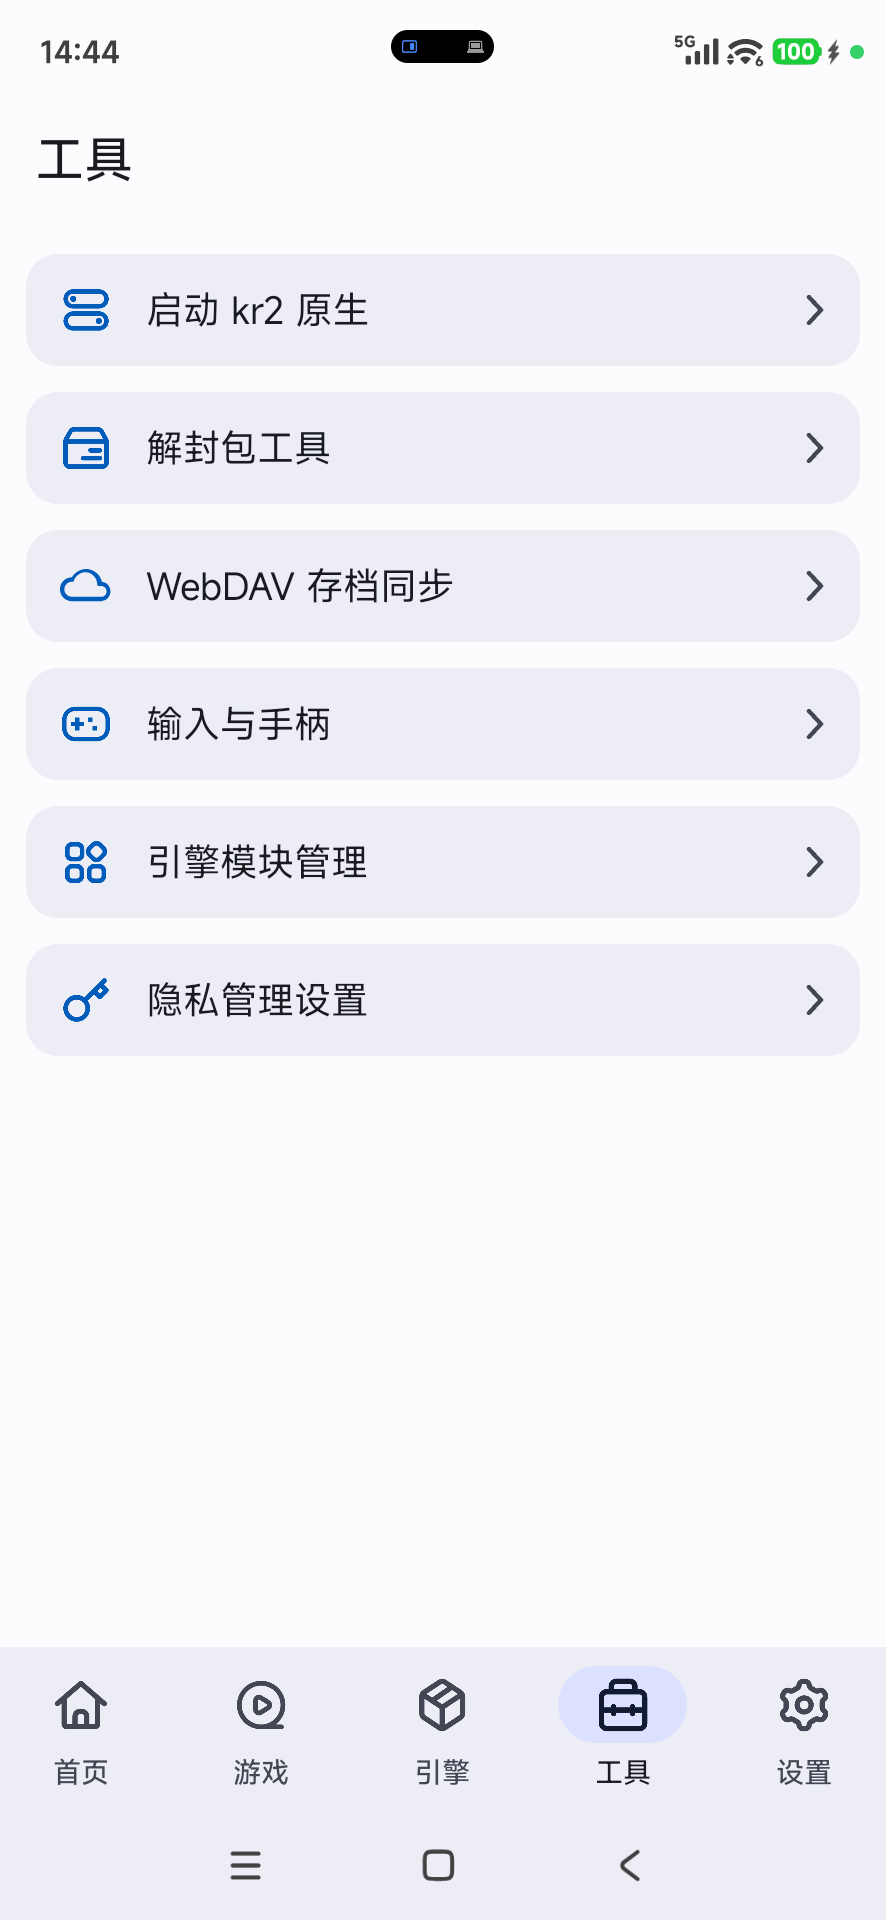 14:44
5G
6
100
工具
启动 kr2 原生
解封包工具
WebDAV 存档同步
输入与手柄
引擎模块管理
隐私管理设置
首页
游戏
引擎
工具
设置